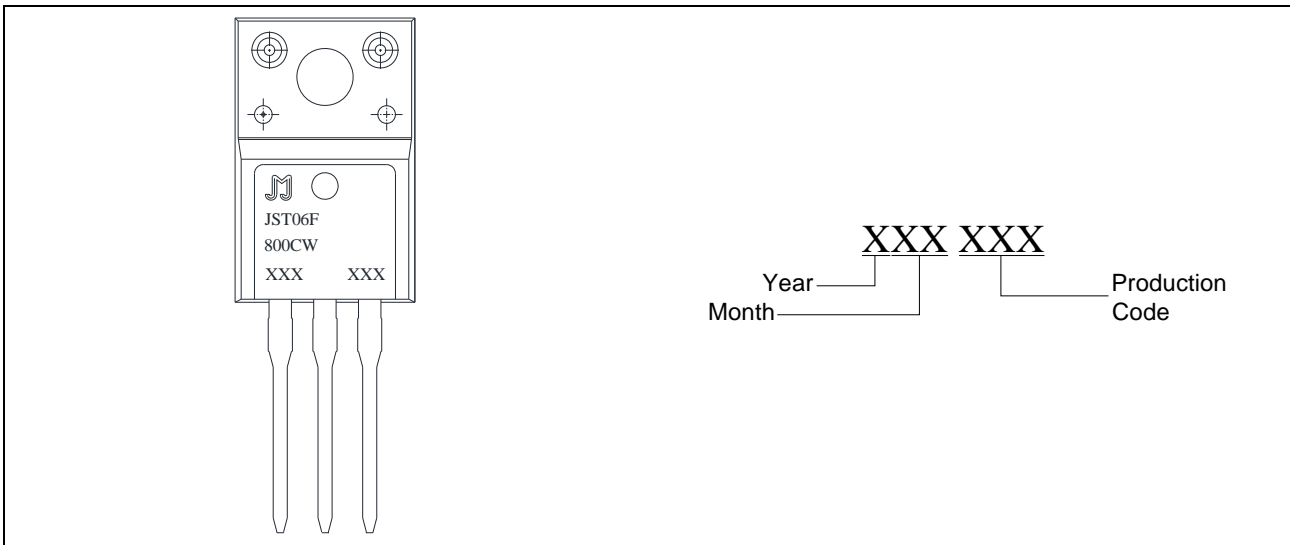 JST06F
800CW
XXX XXX
XXX XXX
Year
Month
Production
Code